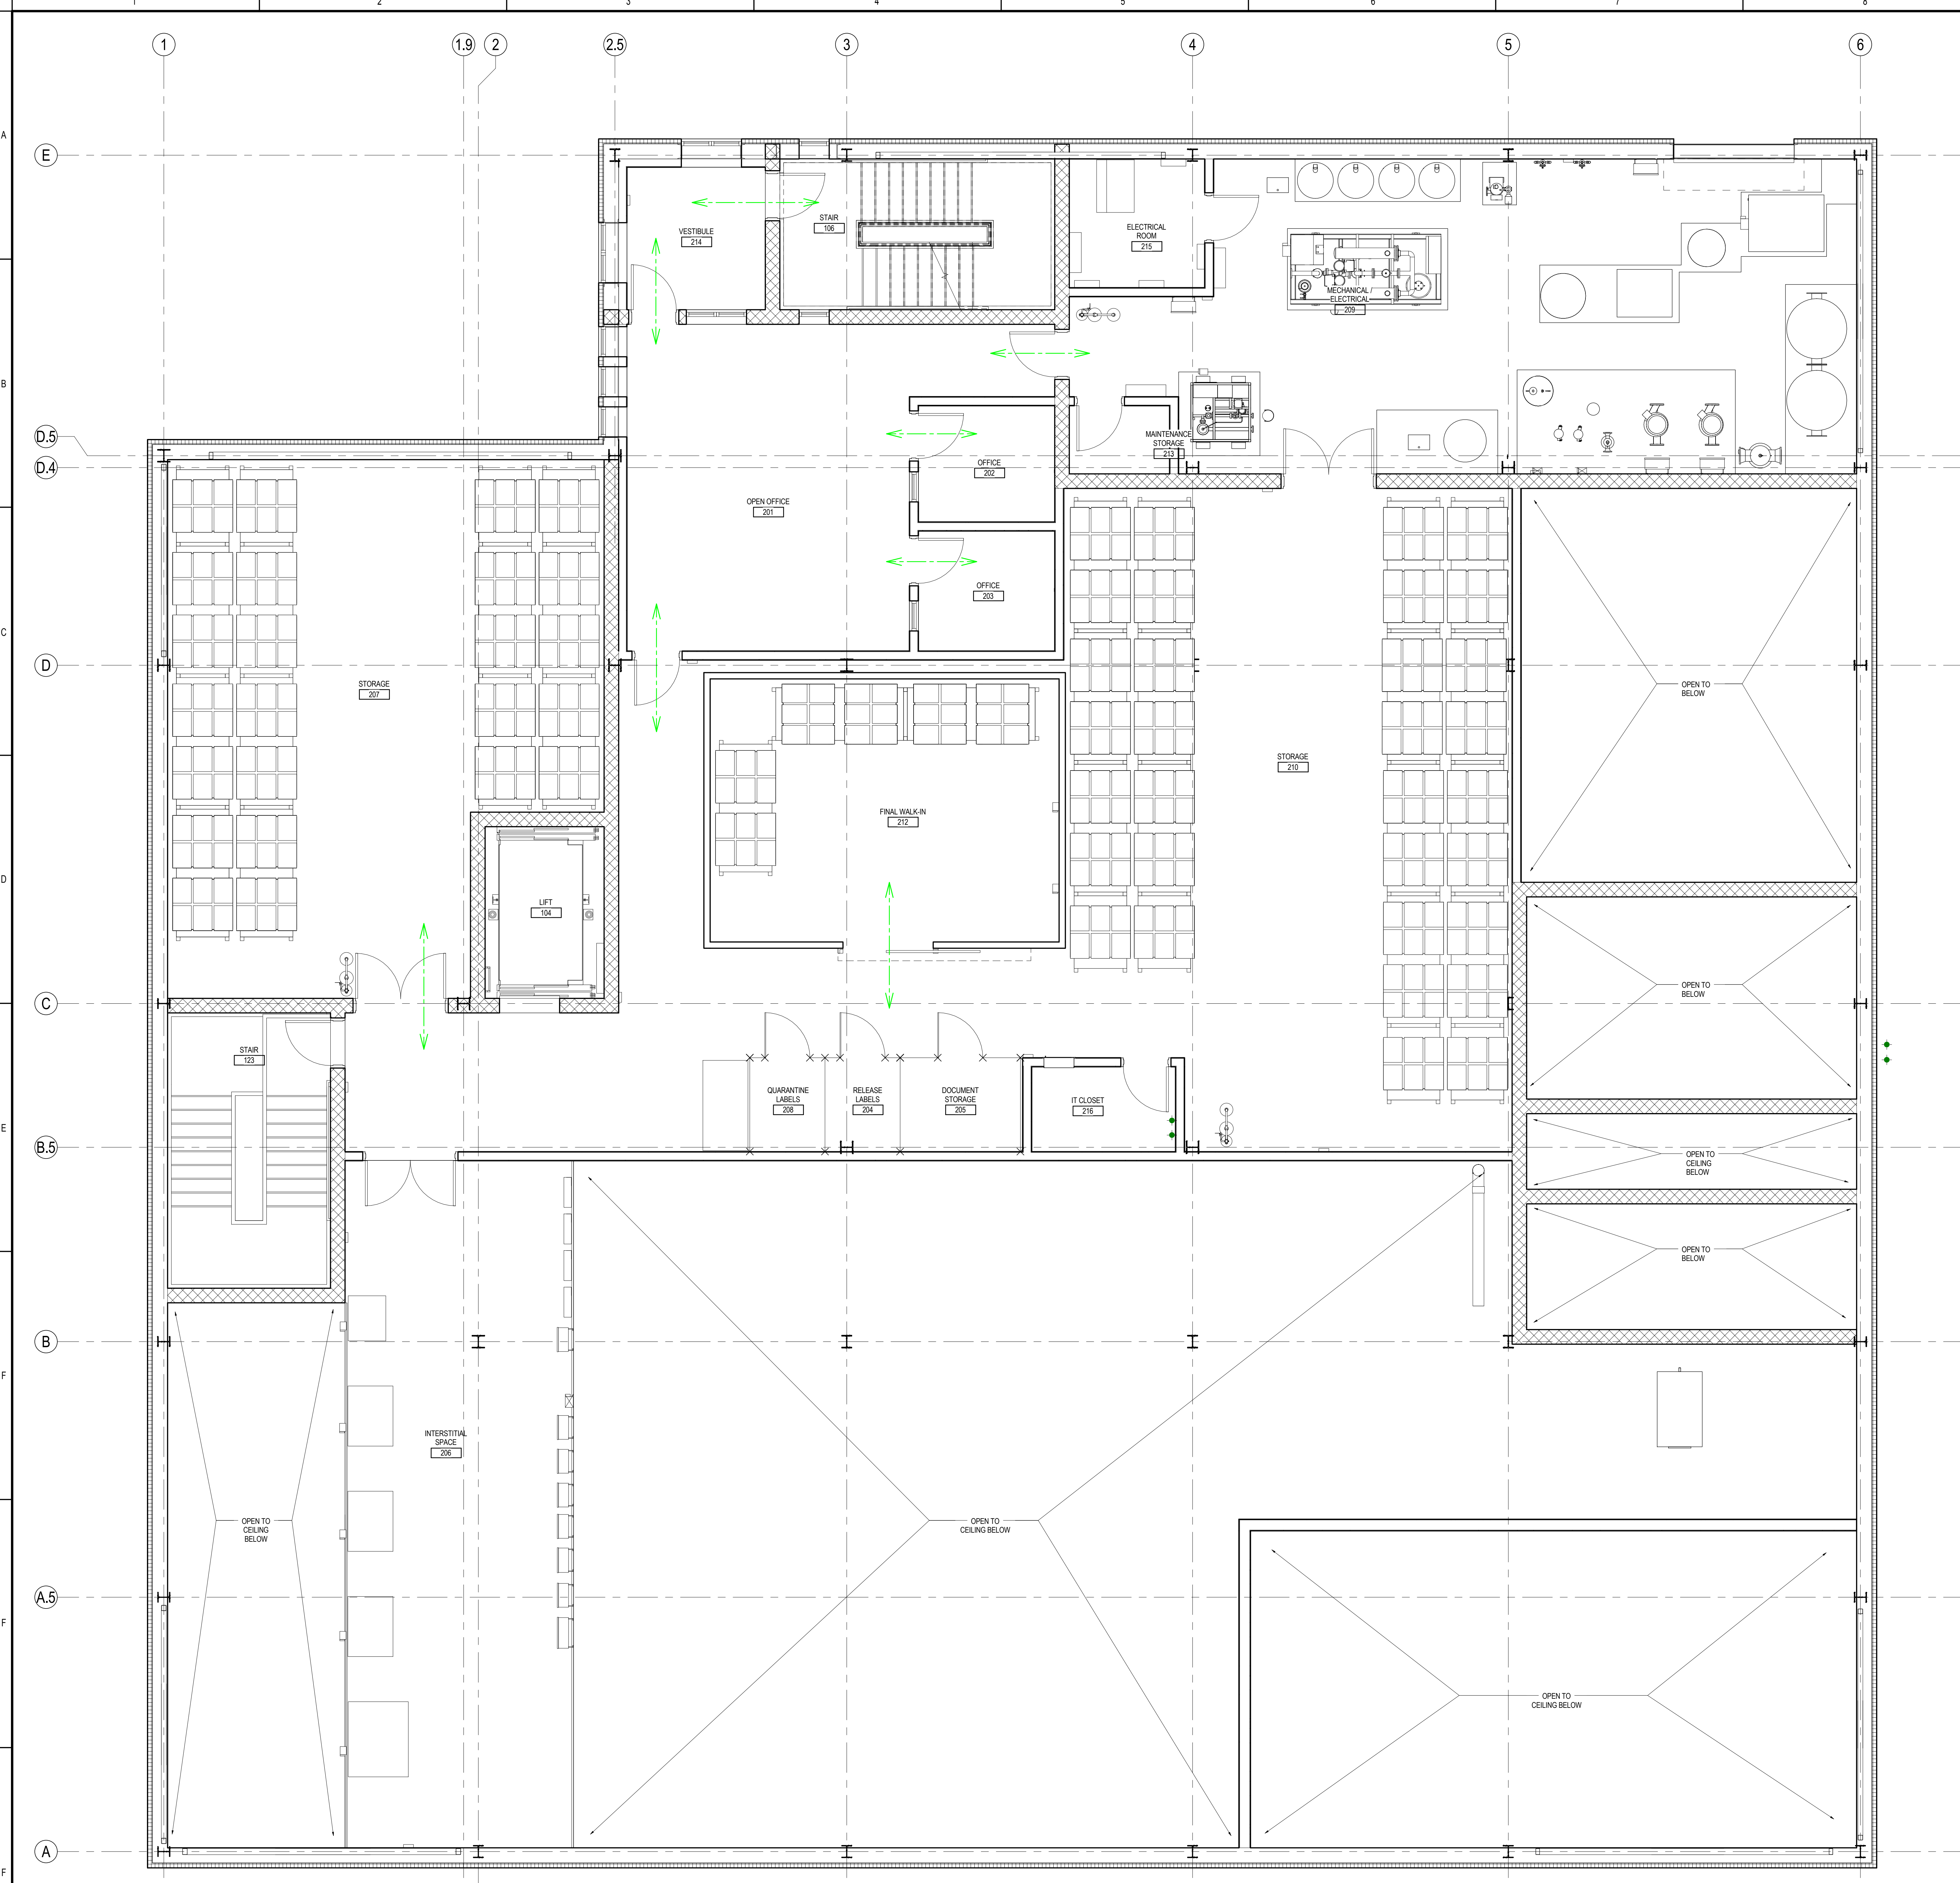 1
2
3
4
5
6
7
8
1
1.9
2
2.5
3
4
5
6
A
E
STAIR
106
VESTIBULE
214
ELECTRICAL
ROOM
215
MECHANICAL /
ELECTRICAL
209
B
D.5
D.4
MAINTENANCE
STORAGE
213
OFFICE
202
OPEN OFFICE
201
C
OFFICE
203
D
STORAGE
207
OPEN TO
BELOW
STORAGE
210
FINAL WALK-IN
212
D
LIFT
104
OPEN TO
BELOW
C
STAIR
123
QUARANTINE
LABELS
208
RELEASE
LABELS
204
DOCUMENT
STORAGE
205
IT CLOSET
216
E
B.5
OPEN TO
CEILING
BELOW
OPEN TO
BELOW
B
F
INTERSTITIAL
SPACE
206
OPEN TO
CEILING
BELOW
OPEN TO
CEILING BELOW
A.5
F
OPEN TO
CEILING BELOW
A
F